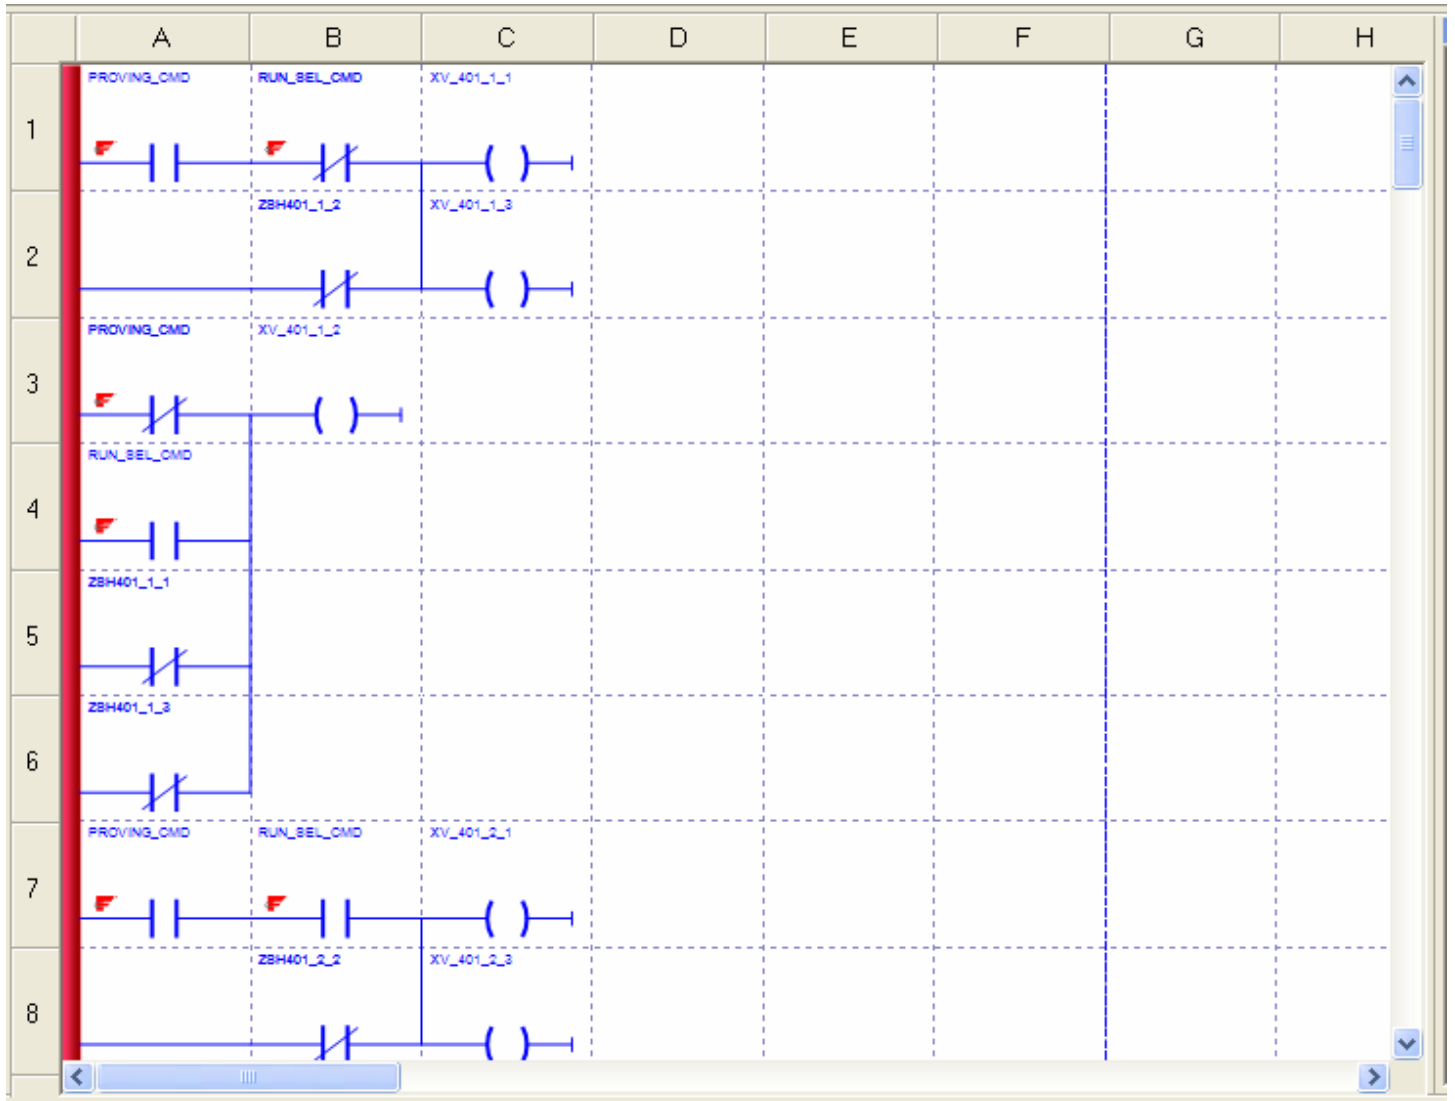 A B C D E F G H
PROVING_CMD RUN_SEL_CMD XV_401_1_1
1
ZSH401_1_2 XV_401_1_3
2
PROVING_CMD XV_401_1_2
3
RUN_SEL_CMD
4
ZSH401_1_1
5
ZSH401_1_3
6
PROVING_CMD RUN_SEL_CMD XV_401_2_1
7
ZSH401_2_2 XV_401_2_3
8